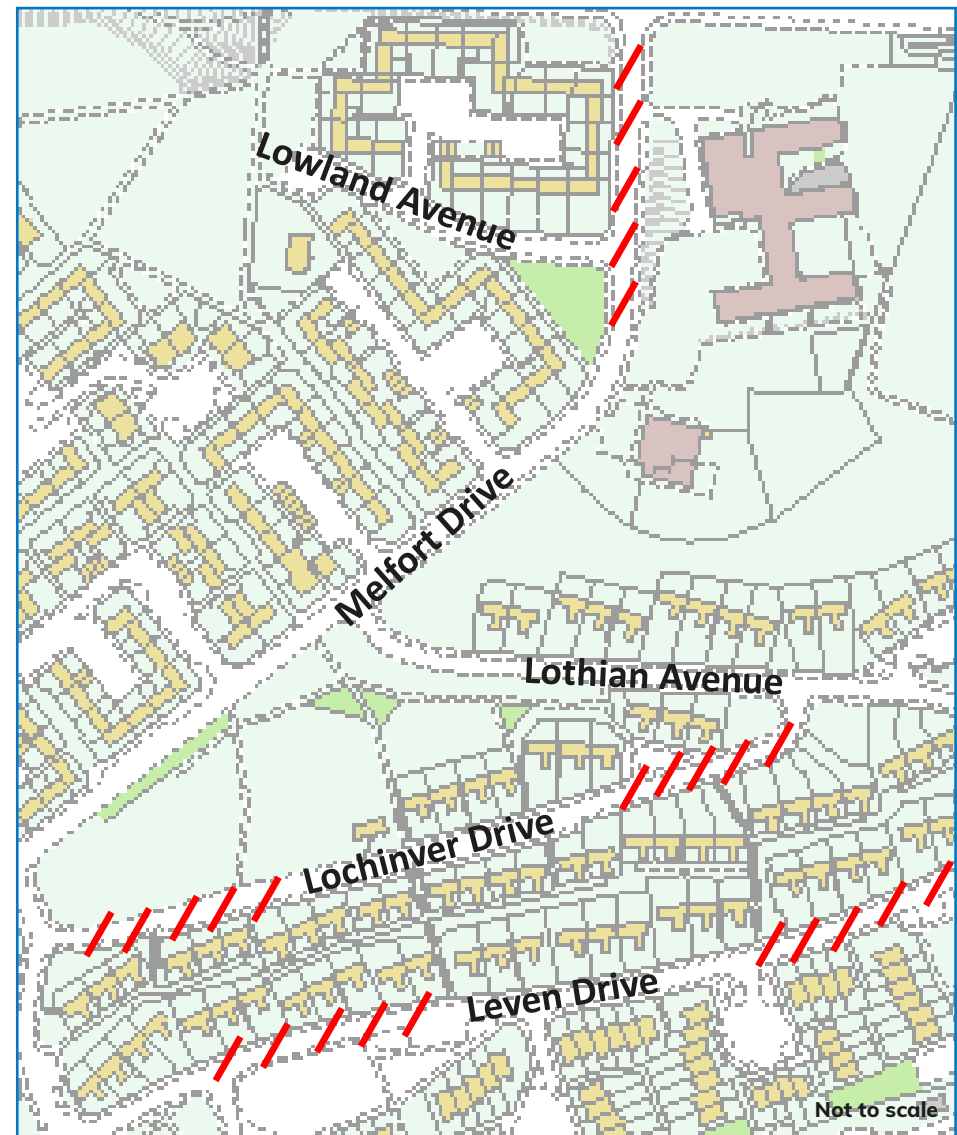 Lowland Avenue
Melfort Drive
Lothian Avenue
Lochinver Drive
Leven Drive
Not to scale